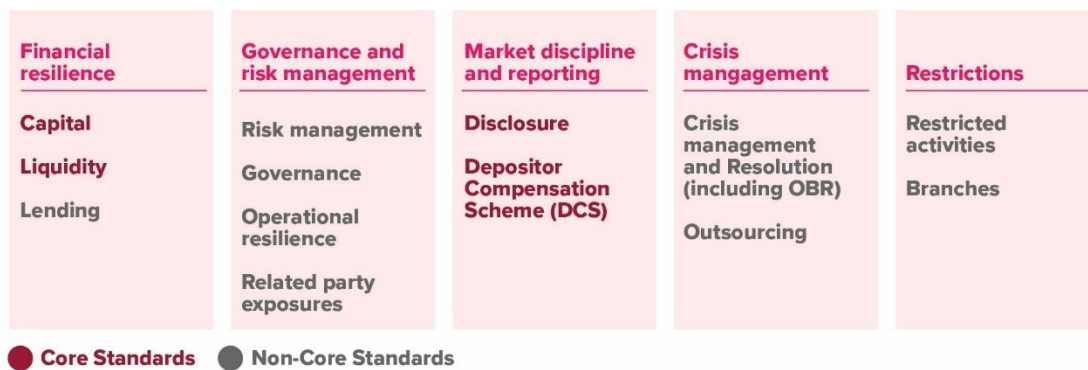 Financial
resilience
Capital
Liquidity
Lending
Governance and
risk management
Risk management
Governance
Operational
resilience
Related party
exposures
Market discipline
and reporting
Disclosure
Depositor
Compensation
Scheme (DCS)
Crisis
mangagement
Crisis
management
and Resolution
(including OBR)
Outsourcing
Restrictions
Restricted
activities
Branches
Core Standards
Non-Core Standards